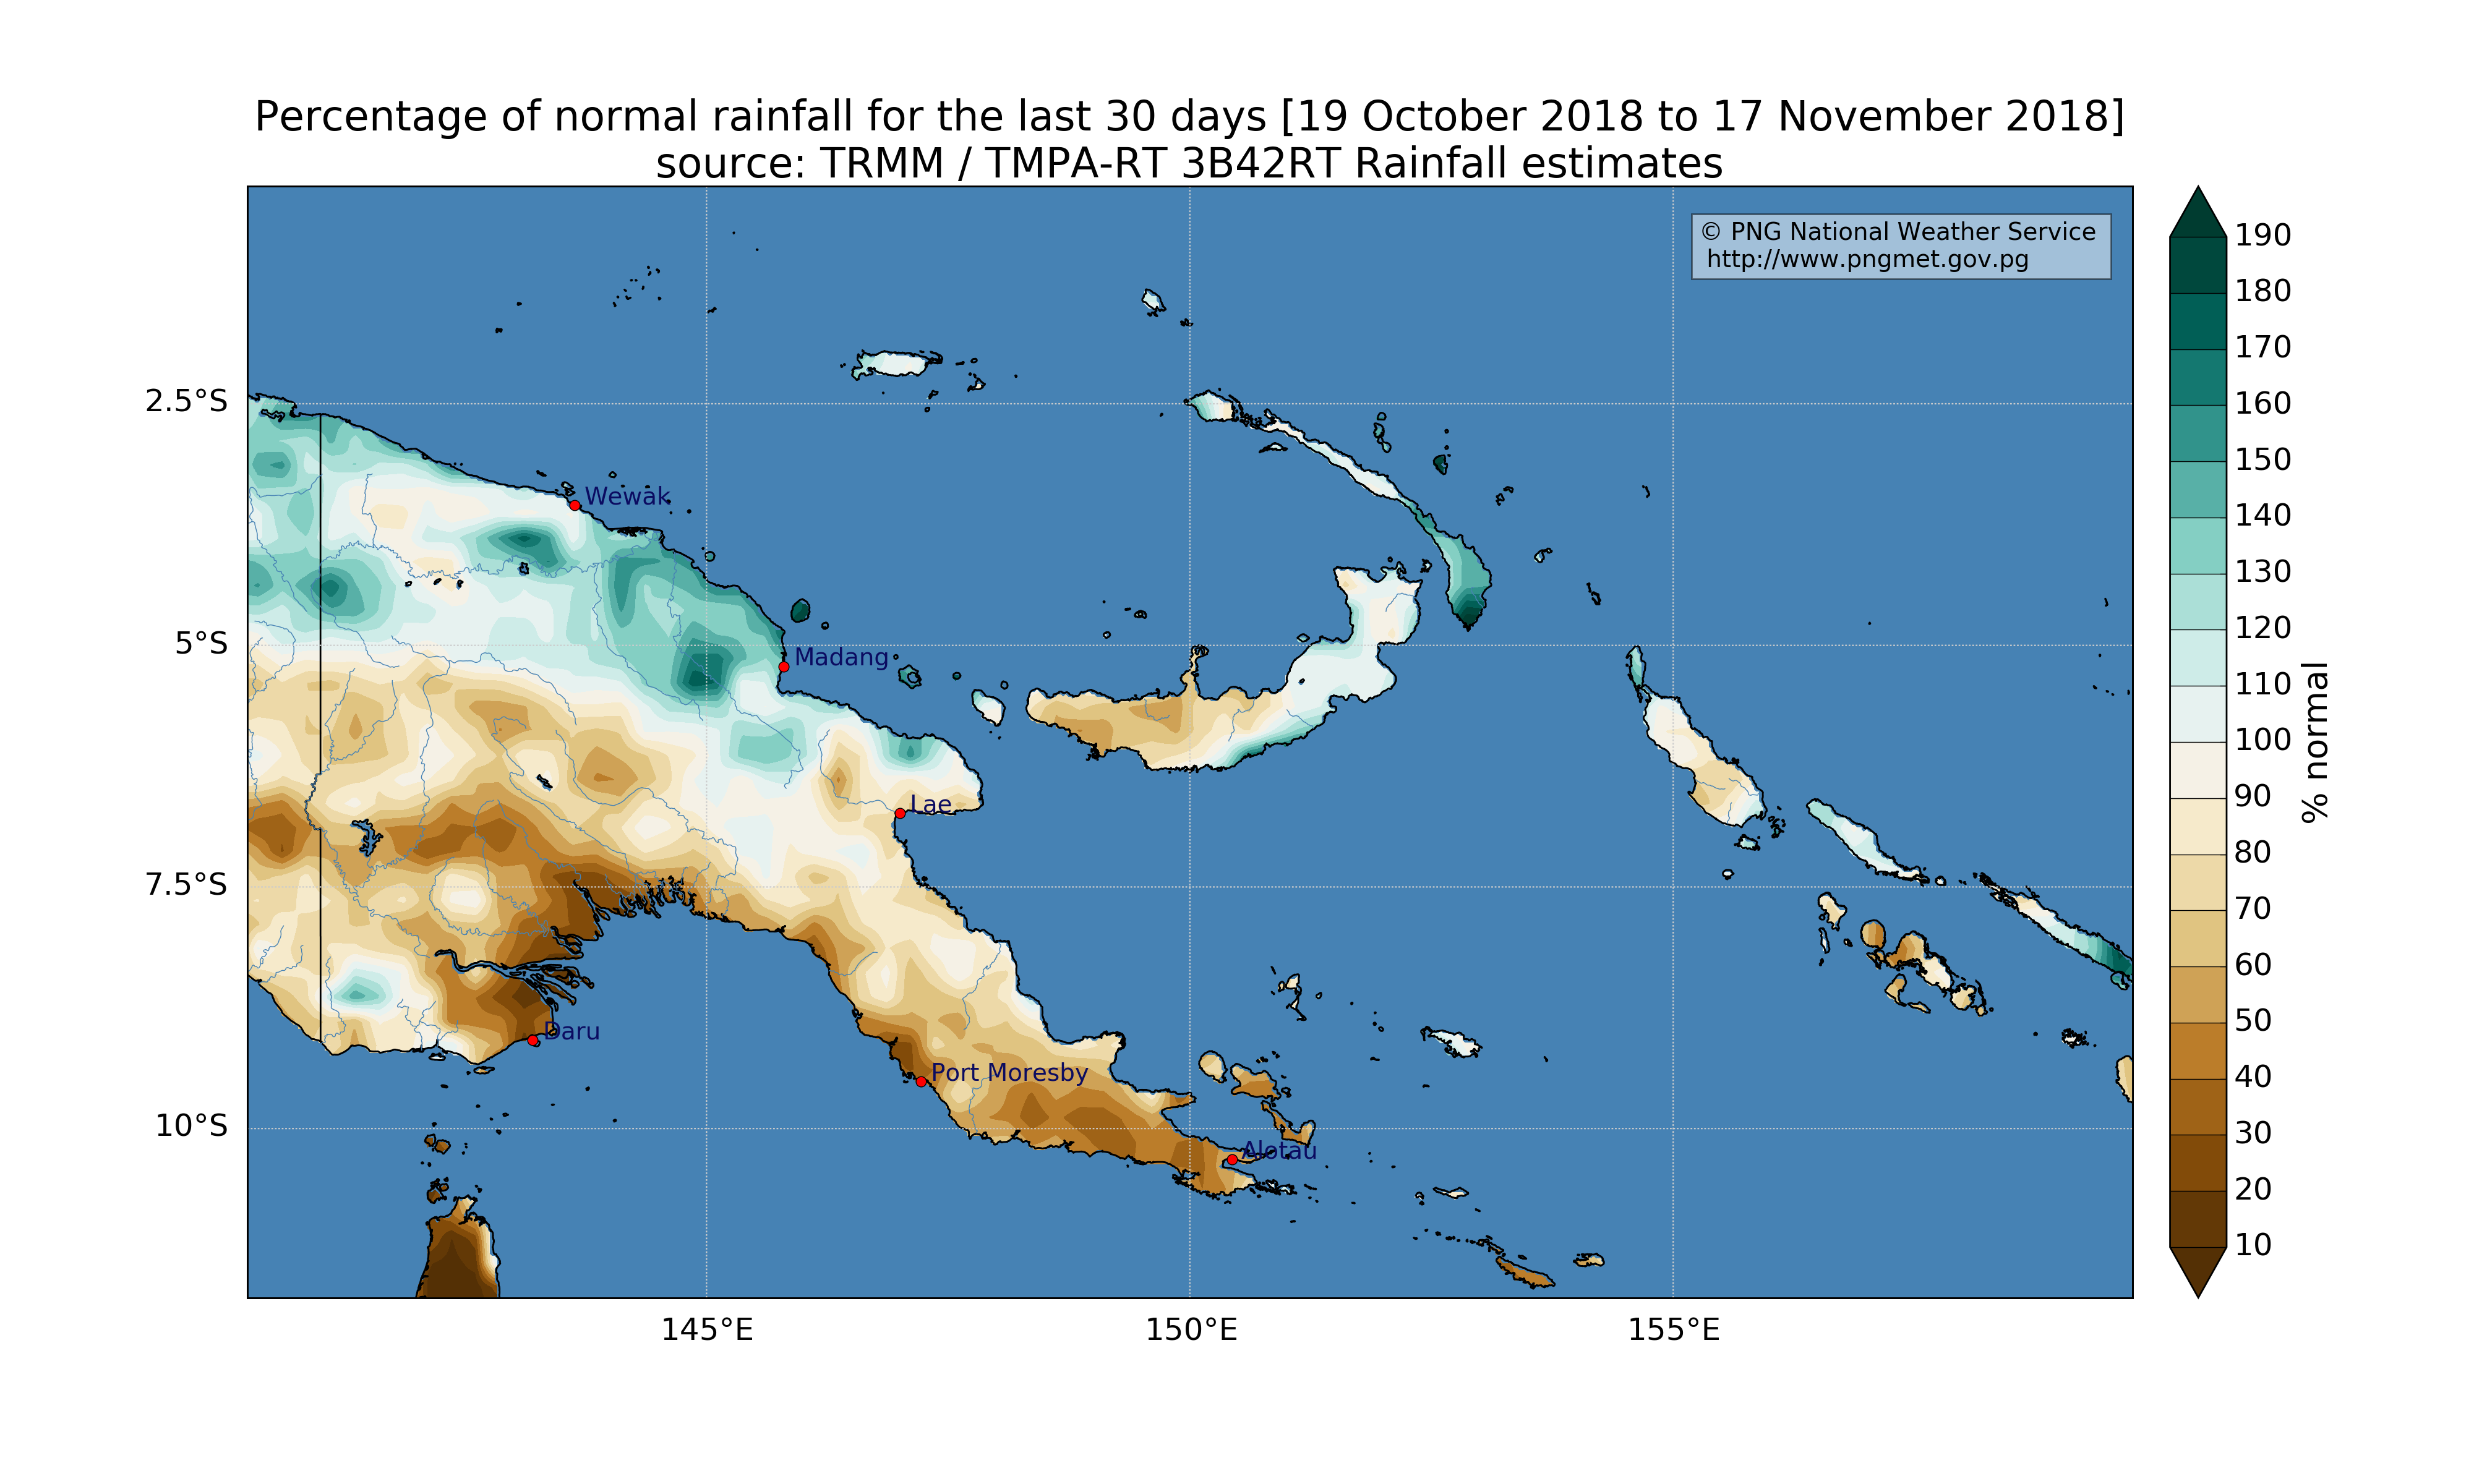 Percentage of normal rainfall for the last 30 days [19 October 2018 to 17 November 2018]
source: TRMM / TMPA-RT 3B42RT Rainfall estimates
© PNG National Weather Service
http://www.pngmet.gov.pg
190
180
170
160
150
140
130
120
110
100
90
80
70
60
50
40
30
20
10
% normal
2.5°S
5°S
7.5°S
10°S
Wewak
Madang
Lae
Daru
Port Moresby
Alotau
145°E
150°E
155°E